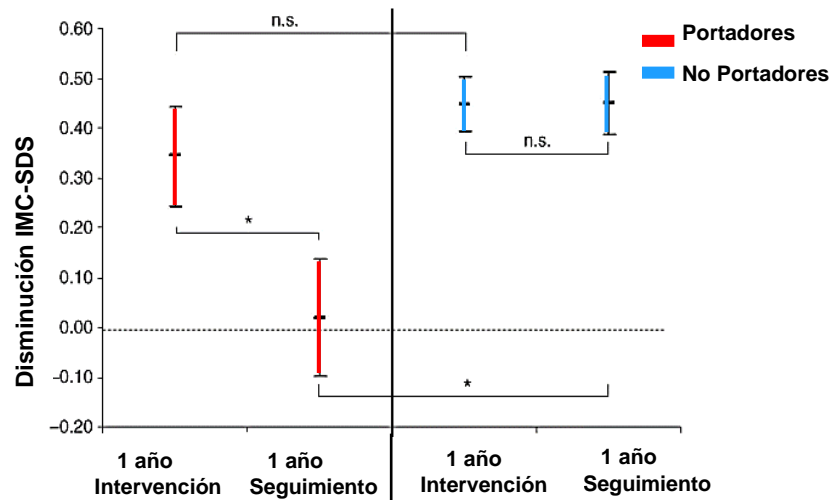 Disminución IMC-SDS
0.60
0.50
0.40
0.30
0.20
0.10
0.00
–0.10
–0.20
n.s.
*
n.s.
*
Portadores
No Portadores
1 año
Intervención
1 año
Seguimiento
1 año
Intervención
1 año
Seguimiento